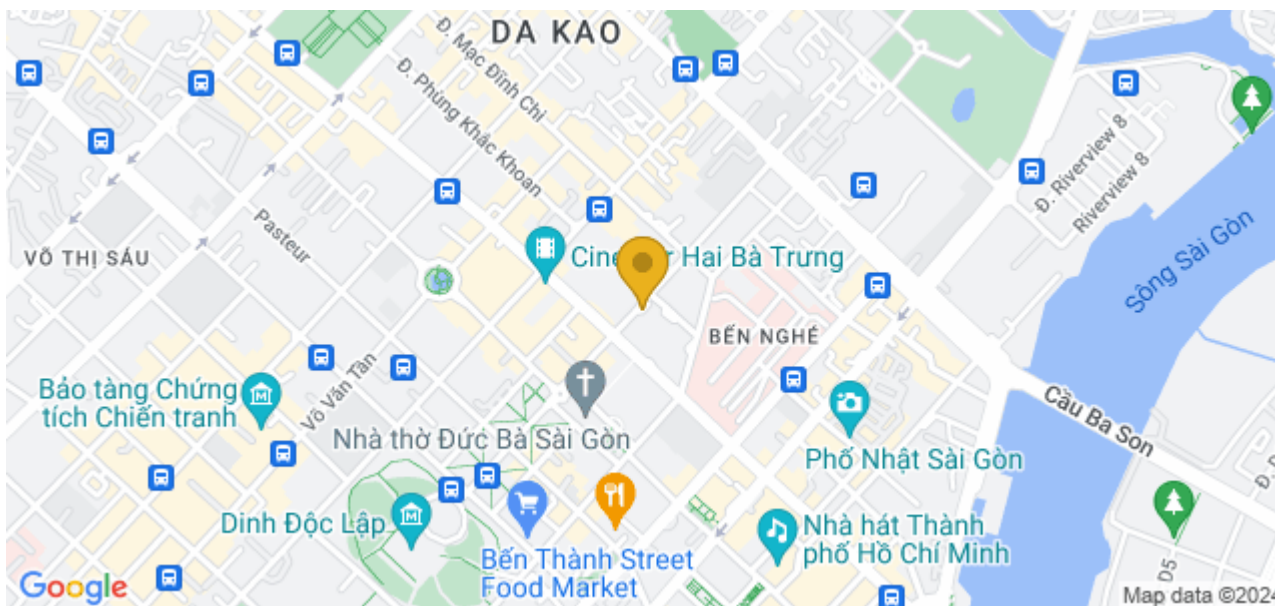 DA KAO
Đ. Mạc Đĩnh Chi
Đ. Phùng Khắc Khoan
Đ. Riverview 8
Riverview 8
Pasteur
VÕ THỊ SÁU
Hai Bà Trưng
Sông Sài Gòn
BẾN NGHÉ
Bảo tàng Chứng
tích Chiến tranh
Võ Văn Tần
Cầu Ba Son
Nhà thờ Đức Bà Sài Gòn
Phố Nhật Sài Gòn
Dinh Độc Lập
Nhà hát Thành
phố Hồ Chí Minh
Bến Thành Street
Food Market
D5
Google
Map data ©2024